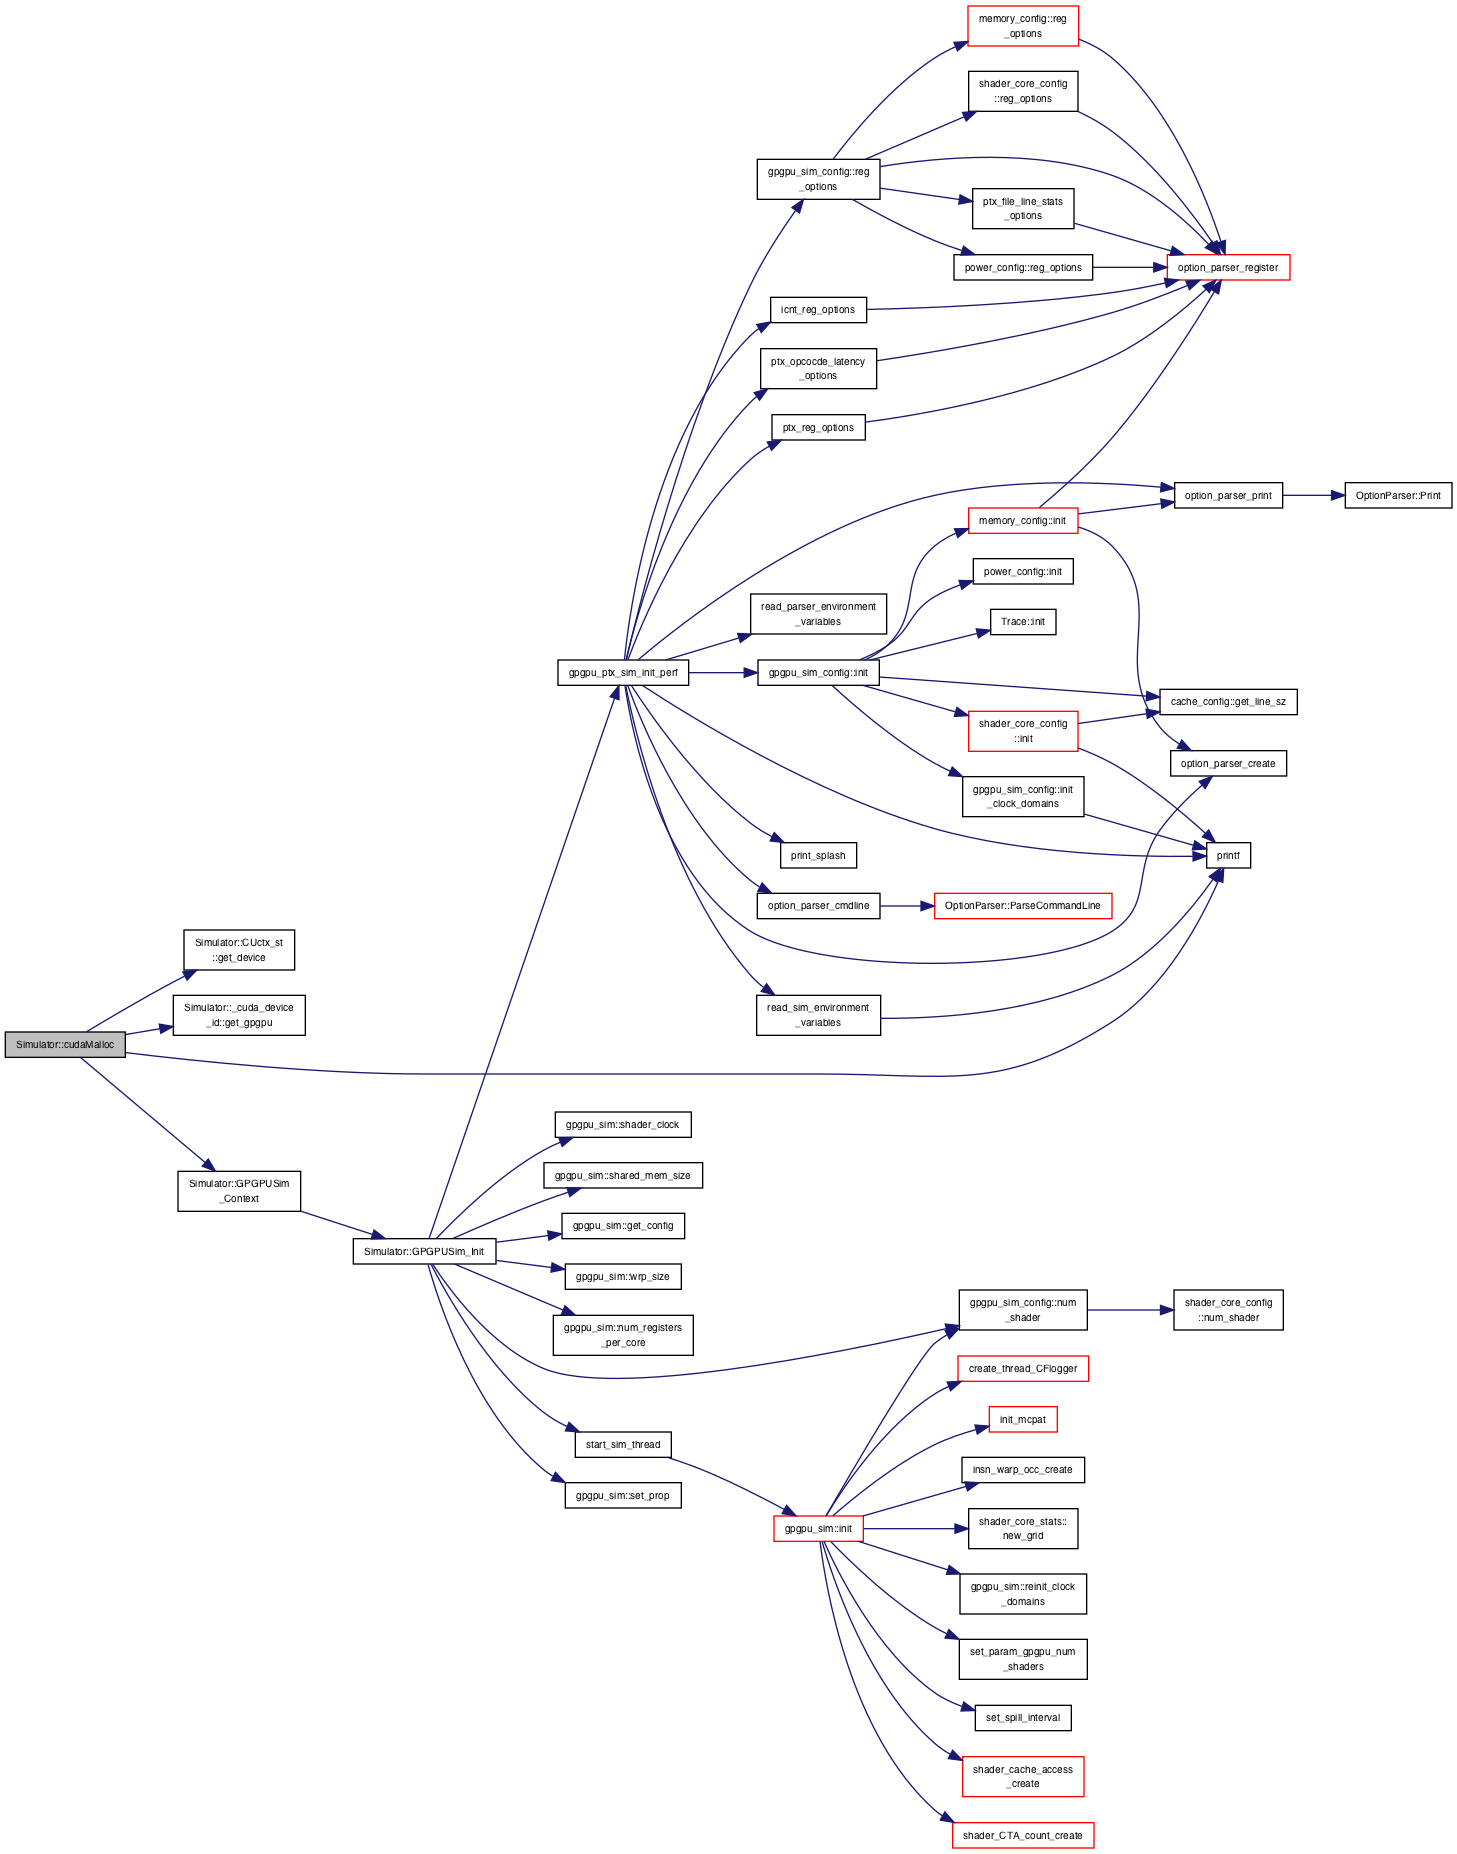 memory_config::reg
_options
shader_core_config
::reg_options
gpgpu_sim_config::reg
_options
ptx_file_line_stats
_options
power_config::reg_options
option_parser_register
icnt_reg_options
ptx_opcocde_latency
_options
ptx_reg_options
option_parser_print
OptionParser::Print
memory_config::init
power_config::init
read_parser_environment
_variables
Trace::init
gpgpu_ptx_sim_init_perf
gpgpu_sim_config::init
cache_config::get_line_sz
shader_core_config
::init
option_parser_create
gpgpu_sim_config::init
_clock_domains
print_splash
printf
option_parser_cmdline
OptionParser::ParseCommandLine
Simulator::CUctx_st
::get_device
Simulator::_cuda_device
_id::get_gpgpu
read_sim_environment
_variables
Simulator::cudaMalloc
gpgpu_sim::shader_clock
gpgpu_sim::shared_mem_size
Simulator::GPGPUSim
_Context
gpgpu_sim::get_config
Simulator::GPGPUSim_Init
gpgpu_sim::wrp_size
gpgpu_sim_config::num
_shader
shader_core_config
::num_shader
gpgpu_sim::num_registers
_per_core
create_thread_CFlogger
init_mcpat
start_sim_thread
insn_warp_occ_create
gpgpu_sim::set_prop
gpgpu_sim::init
shader_core_stats::
new_grid
gpgpu_sim::reinit_clock
_domains
set_param_gpgpu_num
_shaders
set_spill_interval
shader_cache_access
_create
shader_CTA_count_create